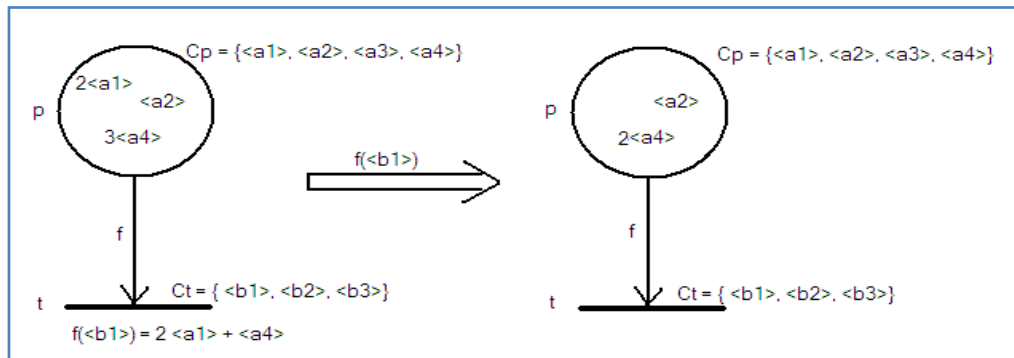 Cp = {<a1>, <a2>, <a3>, <a4>}
2<a1>
<a2>
p
3<a4>
f
Ct = { <b1>, <b2>, <b3>}
t
f(<b1>) = 2 <a1> + <a4>
f(<b1>)
Cp = {<a1>, <a2>, <a3>, <a4>}
<a2>
p
2<a4>
f
Ct = { <b1>, <b2>, <b3>}
t